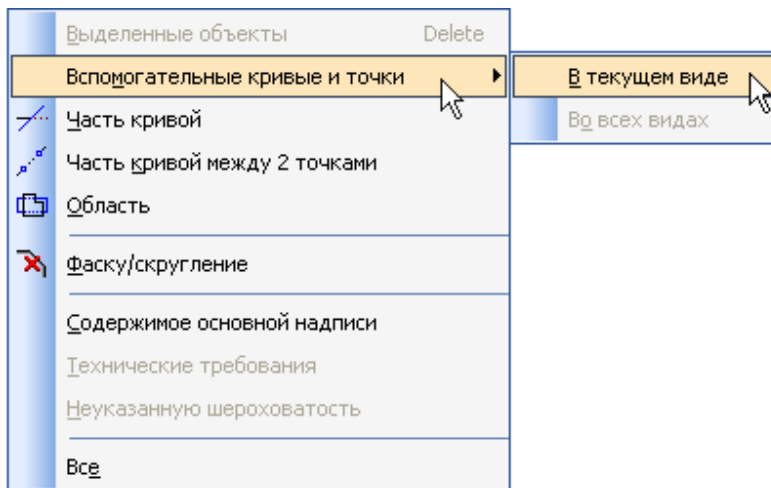 Выделенные объекты Delete
Вспомогательные кривые и точки
В текущем виде
Во всех видах
Часть кривой
Часть кривой между 2 точками
Область
Фаску/скругление
Содержимое основной надписи
Технические требования
Неуказанную шероховатость
Все